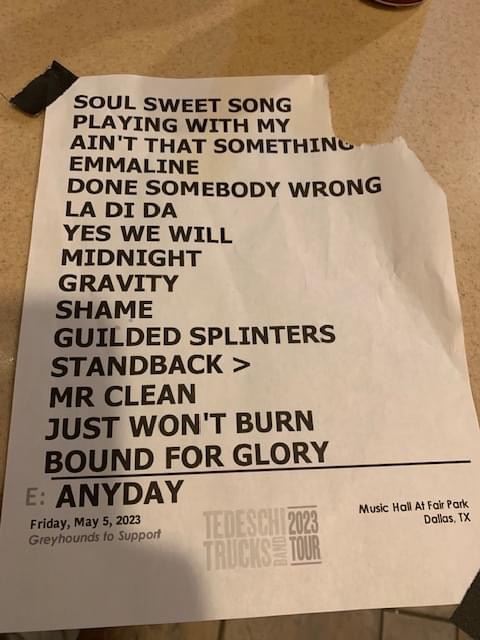 SOUL SWEET SONG
PLAYING WITH MY
AIN'T THAT SOMETHING
EMMALINE
DONE SOMEBODY WRONG
LA DI DA
YES WE WILL
MIDNIGHT
GRAVITY
SHAME
GUILDED SPLINTERS
STANDBACK >
MR CLEAN
JUST WON'T BURN
BOUND FOR GLORY
E: ANYDAY
Friday, May 5, 2023
Greyhounds to Support
TEDESCHI
TRUCKS BAND
2023
TOUR
Music Hall At Fair Park
Dallas, TX